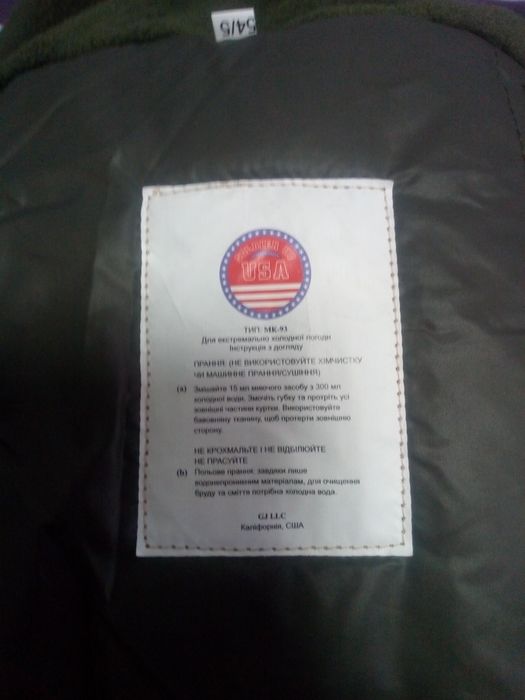 54/5
USA
ТИП: МК-93
Для екстремально холодної погоди
Інструкція з догляду
ПРАННЯ: (НЕ ВИКОРИСТОВУЙТЕ ХІМЧИСТКУ
ЧИ МАШИННЕ ПРАННЯ/СУШІННЯ)
(a) Змішайте 15 мл миючого засобу з 300 мл
холодної води. Змочіть губку та протріть усі
зовнішні частини куртки. Використовуйте
бавовняну тканину, щоб протерти зовнішню
сторону.
НЕ КРОХМАЛЬТЕ І НЕ ВІДБІЛЮЙТЕ
НЕ ПРАСУЙТЕ
(b) Польове прання: завдяки лише
водонепроникним матеріалам, для очищення
бруду та сміття потрібна холодна вода.
GJ LLC
Каліфорнія, США